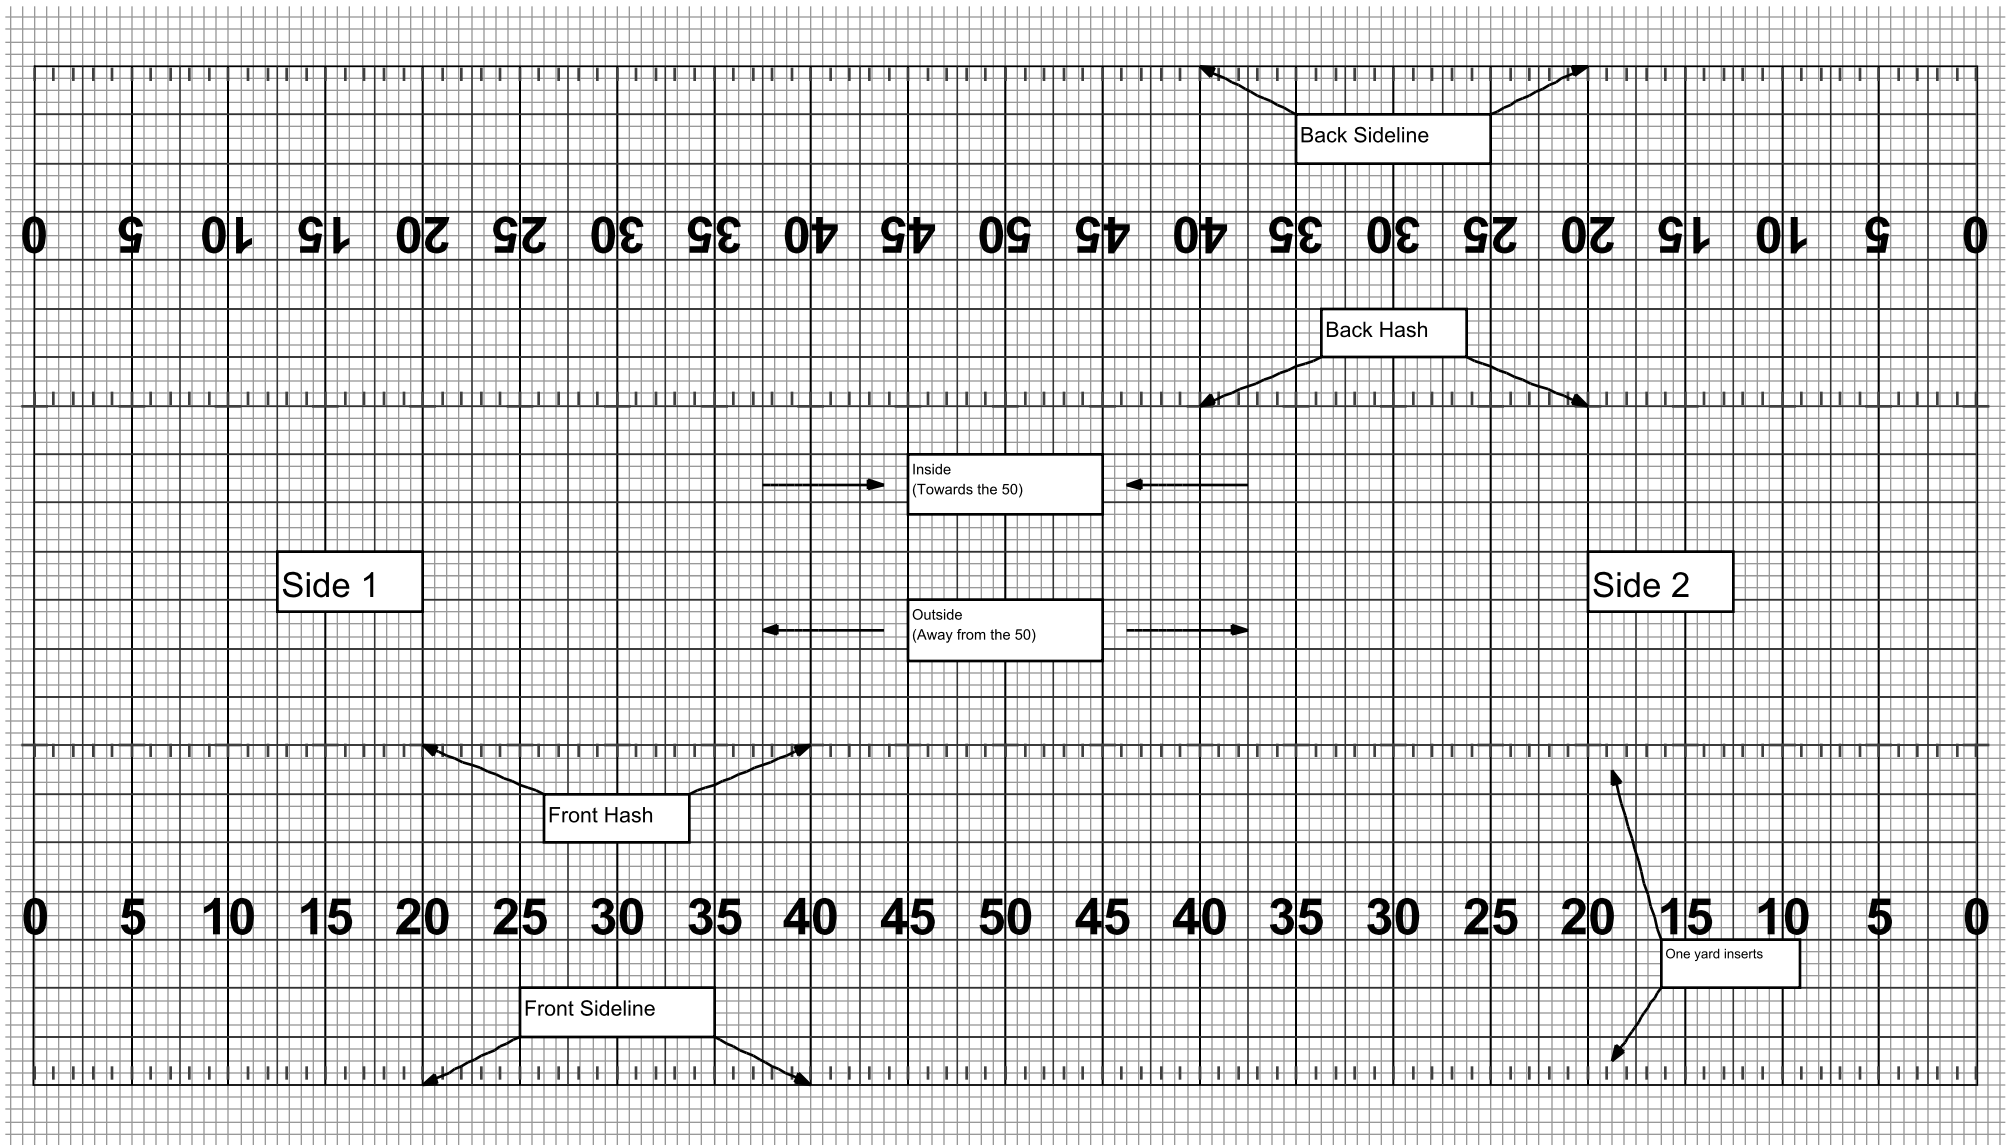 Back Sideline
0 5 10 15 20 25 30 35 40 45 50 45 40 35 30 25 20 15 10 5 0
Back Hash
Inside
(Towards the 50)
Side 1
Side 2
Outside
(Away from the 50)
Front Hash
0 5 10 15 20 25 30 35 40 45 50 45 40 35 30 25 20 15 10 5 0
One yard inserts
Front Sideline